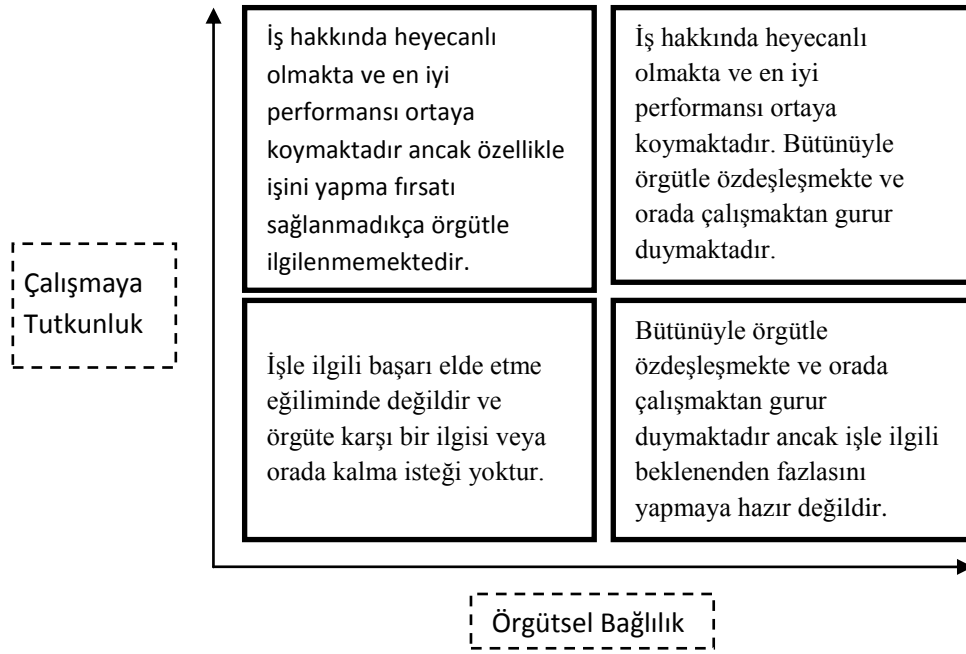 İş hakkında heyecanlı
olmakta ve en iyi
performansı ortaya
koymaktadır ancak özellikle
işini yapma fırsatı
sağlanmadıkça örgütle
ilgilenmemektedir.
İş hakkında heyecanlı
olmakta ve en iyi
performansı ortaya
koymaktadır. Bütünüyle
örgütle özdeşleşmekte ve
orada çalışmaktan gurur
duymaktadır.
Çalışmaya
Tutkunluk
İşle ilgili başarı elde etme
eğiliminde değildir ve
örgüte karşı bir ilgisi veya
orada kalma isteği yoktur.
Bütünüyle örgütle
özdeşleşmekte ve orada
çalışmaktan gurur
duymaktadır ancak işle ilgili
beklenenden fazlasını
yapmaya hazır değildir.
Örgütsel Bağlılık